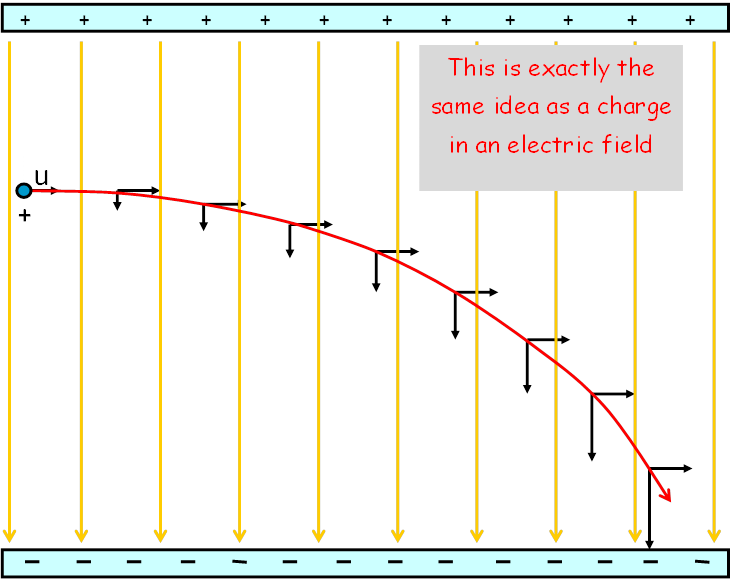 + + + + + + + + + + + +
This is exactly the
same idea as a charge
in an electric field
u
+
− − − − − − − − − − − − −